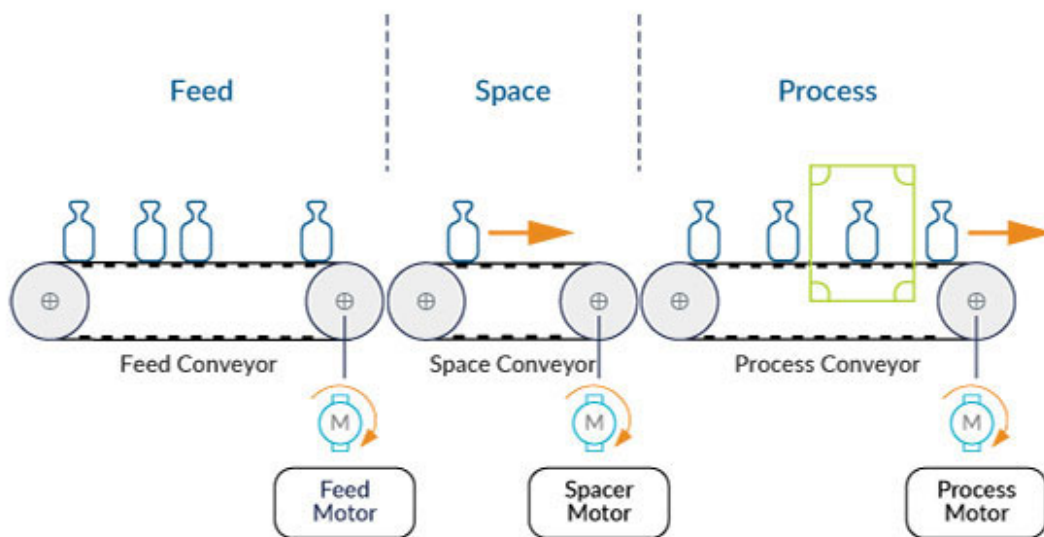 Feed
Space
Process
Feed Conveyor
Space Conveyor
Process Conveyor
M
M
M
Feed
Motor
Spacer
Motor
Process
Motor